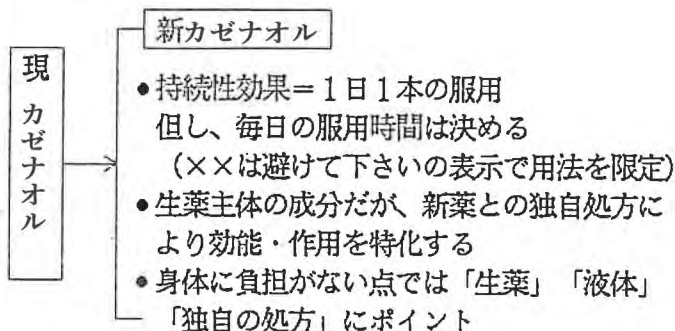 新カゼナオル
現カゼナオル
●持続性効果=1日1本の服用
但し、毎日の服用時間は決める
(××は避けて下さいの表示で用法を限定)
●生薬主体の成分だが、新薬との独自処方に
より効能・作用を特化する
●身体に負担がない点では「生薬」「液体」
「独自の処方」にポイント